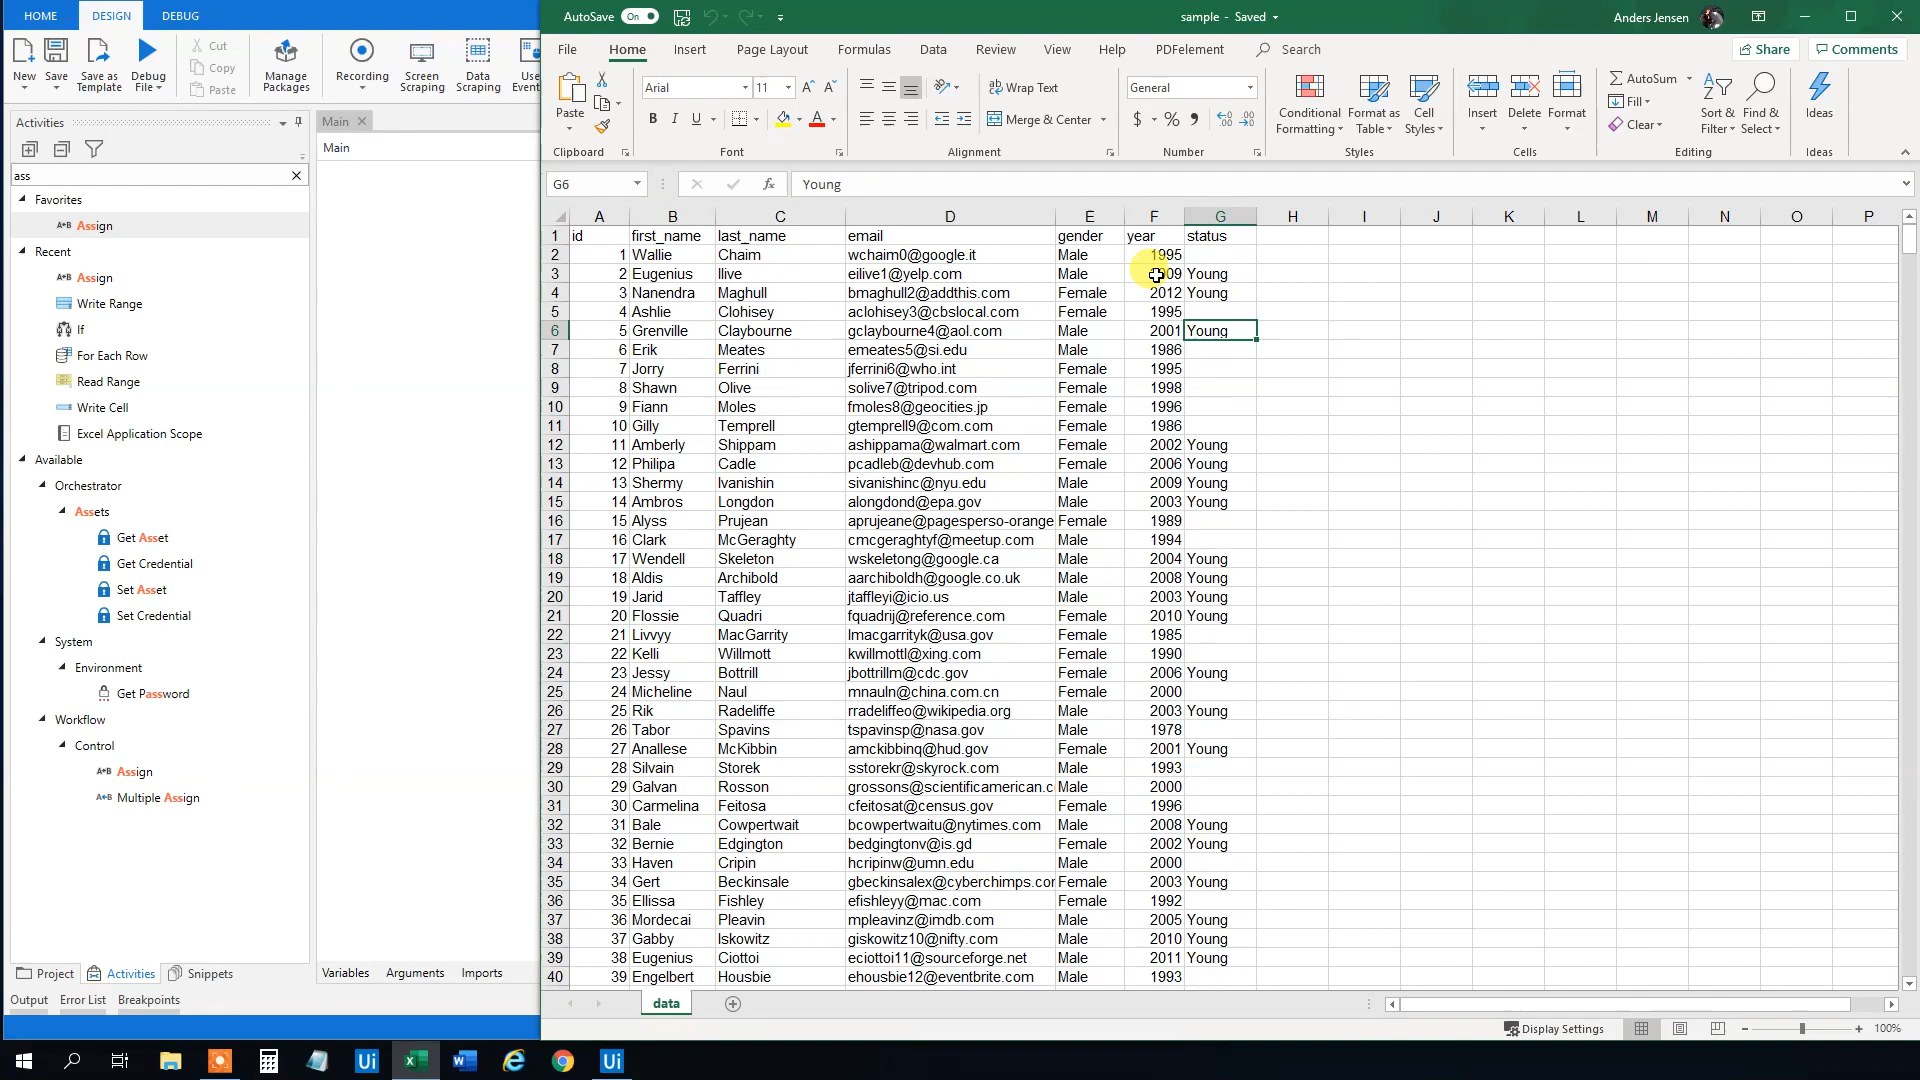 HOME DESIGN DEBUG
New Save Save as Template Debug File Cut Copy Paste Manage Packages Recording Screen Scraping Data Scraping Use Event
Activities
ass
Favorites
Assign
Recent
Assign
Write Range
If
For Each Row
Read Range
Write Cell
Excel Application Scope
Available
Orchestrator
Assets
Get Asset
Get Credential
Set Asset
Set Credential
System
Environment
Get Password
Workflow
Control
Assign
Multiple Assign
Project Activities Snippets
Output Error List Breakpoints
Main
Main
Variables Arguments Imports
AutoSave On sample - Saved Anders Jensen
File Home Insert Page Layout Formulas Data Review View Help PDFelement Search Share Comments
Paste Arial 11 Wrap Text General Conditional Formatting Format as Table Cell Styles Insert Delete Format AutoSum Fill Clear Sort & Filter Find & Select Ideas
B I U Merge & Center $ %
Clipboard Font Alignment Number Styles Cells Editing Ideas
G6 fx Young
A B C D E F G H I J K L M N O P
1 id first_name last_name email gender year status
2 1 Wallie Chaim wchaim0@google.it Male 1995
3 2 Eugenius Ilive eilive1@yelp.com Male Young
4 3 Nanendra Maghull bmaghull2@addthis.com Female 2012 Young
5 4 Ashlie Clohisey aclohisey3@cbslocal.com Female 1995
6 5 Grenville Claybourne gclaybourne4@aol.com Male 2001 Young
7 6 Erik Meates emeates5@si.edu Male 1986
8 7 Jorry Ferrini jferrini6@who.int Female 1995
9 8 Shawn Olive solive7@tripod.com Female 1998
10 9 Fiann Moles fmoles8@geocities.jp Female 1996
11 10 Gilly Temprell gtemprell9@com.com Female 1986
12 11 Amberly Shippam ashippama@walmart.com Female 2002 Young
13 12 Philipa Cadle pcadleb@devhub.com Female 2006 Young
14 13 Shermy Ivanishin sivanishinc@nyu.edu Male 2009 Young
15 14 Ambros Longdon alongdond@epa.gov Male 2003 Young
16 15 Alyss Prujean aprujeane@pagesperso-orange Female 1989
17 16 Clark McGeraghty cmcgeraghtyf@meetup.com Male 1994
18 17 Wendell Skeleton wskeletong@google.ca Male 2004 Young
19 18 Aldis Archibold aarchiboldh@google.co.uk Male 2008 Young
20 19 Jarid Taffley jtaffleyi@icio.us Male 2003 Young
21 20 Flossie Quadri fquadrij@reference.com Female 2010 Young
22 21 Livvyy MacGarrity lmacgarrityk@usa.gov Female 1985
23 22 Kelli Willmott kwillmottl@xing.com Female 1990
24 23 Jessy Bottrill jbottrillm@cdc.gov Female 2006 Young
25 24 Micheline Naul mnauln@china.com.cn Female 2000
26 25 Rik Radeliffe rradeliffeo@wikipedia.org Male 2003 Young
27 26 Tabor Spavins tspavinsp@nasa.gov Male 1978
28 27 Anallese McKibbin amckibbinq@hud.gov Female 2001 Young
29 28 Silvain Storek sstorekr@skyrock.com Male 1993
30 29 Galvan Rosson grossons@scientificamerican.c Male 2000
31 30 Carmelina Feitosa cfeitosat@census.gov Female 1996
32 31 Bale Cowpertwait bcowpertwaitu@nytimes.com Male 2008 Young
33 32 Bernie Edgington bedgingtonv@is.gd Female 2002 Young
34 33 Haven Cripin hcripinw@umn.edu Male 2000
35 34 Gert Beckinsale gbeckinsalex@cyberchimps.cor Female 2003 Young
36 35 Ellissa Fishley efishleyy@mac.com Female 1992
37 36 Mordecai Pleavin mpleavinz@imdb.com Male 2005 Young
38 37 Gabby Iskowitz giskowitz10@nifty.com Male 2010 Young
39 38 Eugenius Ciottoi eciottoi11@sourceforge.net Male 2011 Young
40 39 Engelbert Housbie ehousbie12@eventbrite.com Male 1993
data
Display Settings 100%